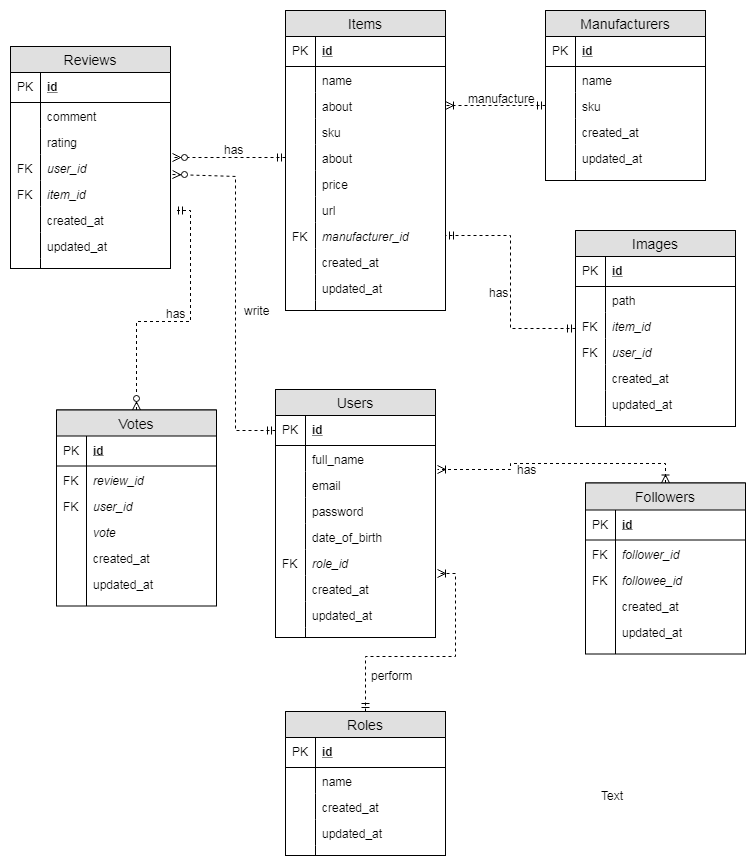 Reviews
PK id
comment
rating
FK user_id
FK item_id
created_at
updated_at
Items
PK id
name
about
sku
about
price
url
FK manufacturer_id
created_at
updated_at
Manufacturers
PK id
name
sku
created_at
updated_at
manufacture
has
write
has
has
Images
PK id
path
FK item_id
FK user_id
created_at
updated_at
Votes
PK id
FK review_id
FK user_id
vote
created_at
updated_at
Users
PK id
full_name
email
password
date_of_birth
FK role_id
created_at
updated_at
has
Followers
PK id
FK follower_id
FK followee_id
created_at
updated_at
perform
Roles
PK id
name
created_at
updated_at
Text